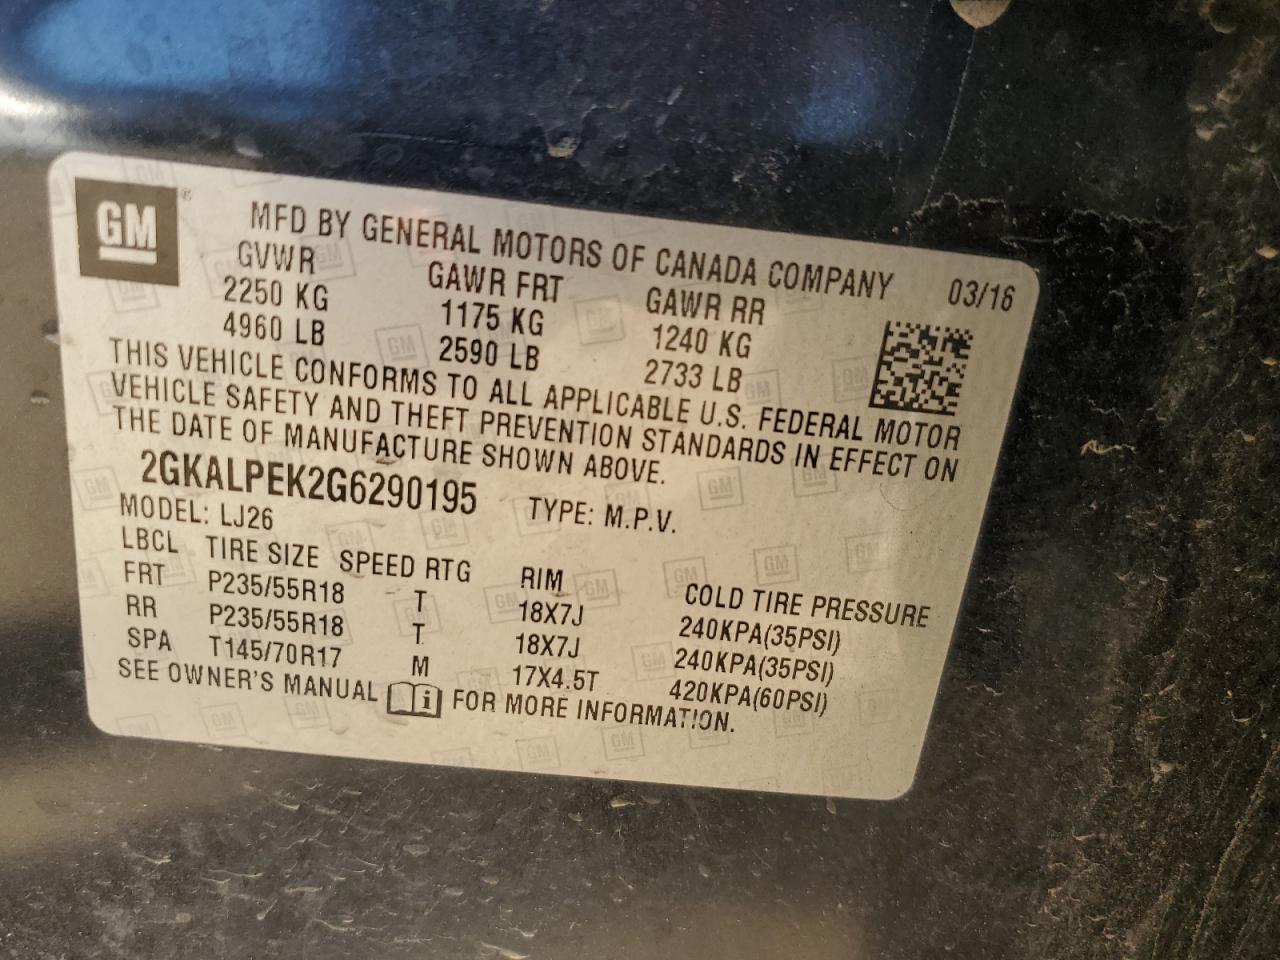 GM ®
MFD BY GENERAL MOTORS OF CANADA COMPANY 03/16
GVWR GAWR FRT GAWR RR
2250 KG 1175 KG 1240 KG
4960 LB 2590 LB 2733 LB
THIS VEHICLE CONFORMS TO ALL APPLICABLE U.S. FEDERAL MOTOR
VEHICLE SAFETY AND THEFT PREVENTION STANDARDS IN EFFECT ON
THE DATE OF MANUFACTURE SHOWN ABOVE.
2GKALPEK2G6290195 TYPE: M.P.V.
MODEL: LJ26
LBCL TIRE SIZE SPEED RTG RIM COLD TIRE PRESSURE
FRT P235/55R18 T 18X7J 240KPA(35PSI)
RR P235/55R18 T 18X7J 240KPA(35PSI)
SPA T145/70R17 M 17X4.5T 420KPA(60PSI)
SEE OWNER'S MANUAL i FOR MORE INFORMATION.